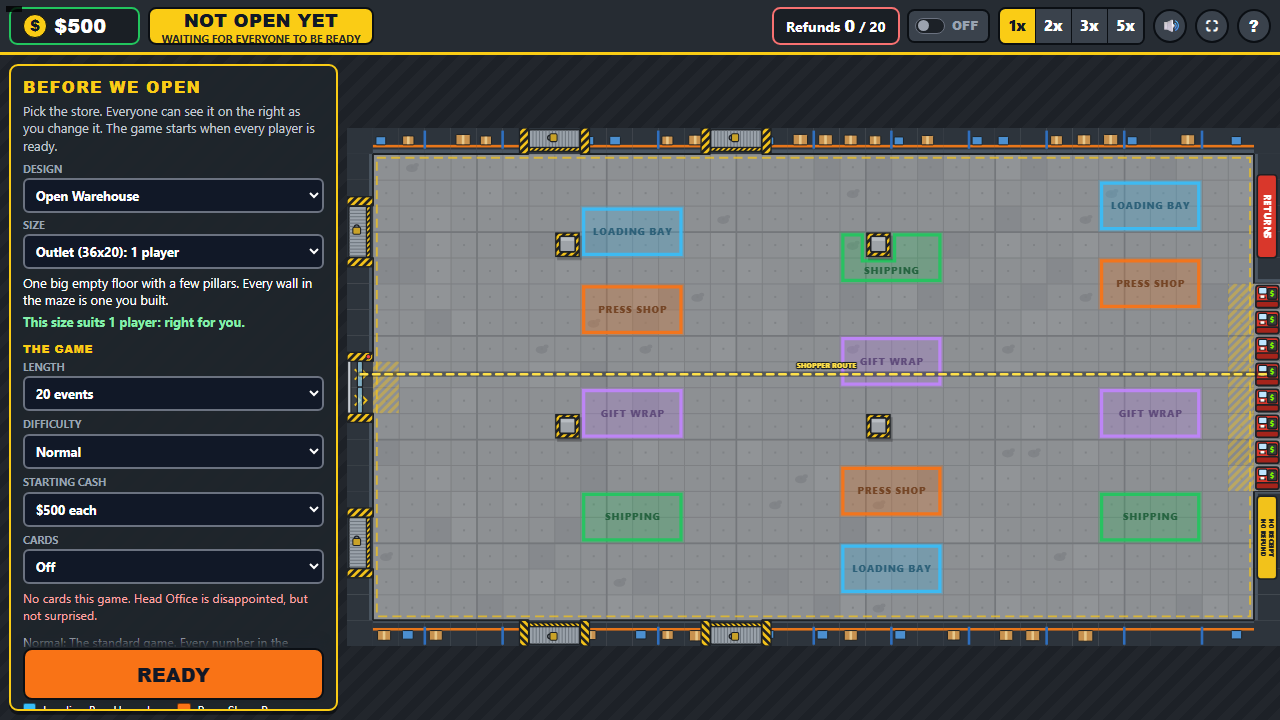 $ $500
NOT OPEN YET
WAITING FOR EVERYONE TO BE READY
Refunds 0 / 20
OFF
1x 2x 3x 5x
?
BEFORE WE OPEN
Pick the store. Everyone can see it on the right as
you change it. The game starts when every player is
ready.
DESIGN
Open Warehouse
SIZE
Outlet (36x20): 1 player
One big empty floor with a few pillars. Every wall in
the maze is one you built.
This size suits 1 player: right for you.
THE GAME
LENGTH
20 events
DIFFICULTY
Normal
STARTING CASH
$500 each
CARDS
Off
No cards this game. Head Office is disappointed, but
not surprised.
Normal: The standard game. Every number in the
READY
LOADING BAY
PRESS SHOP
GIFT WRAP
SHIPPING
SHIPPING
GIFT WRAP
PRESS SHOP
LOADING BAY
LOADING BAY
PRESS SHOP
GIFT WRAP
SHIPPING
SHOPPER ROUTE
RETURNS
NO RECEIPT
NO REFUND